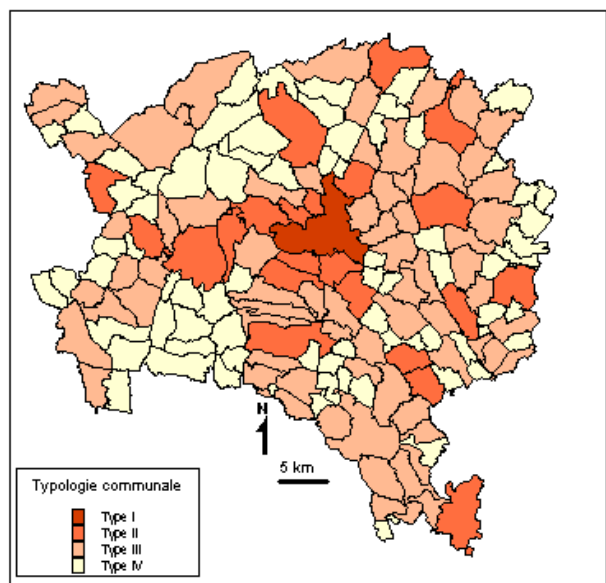 N
5 km
Typologie communale
Type I
Type II
Type III
Type IV